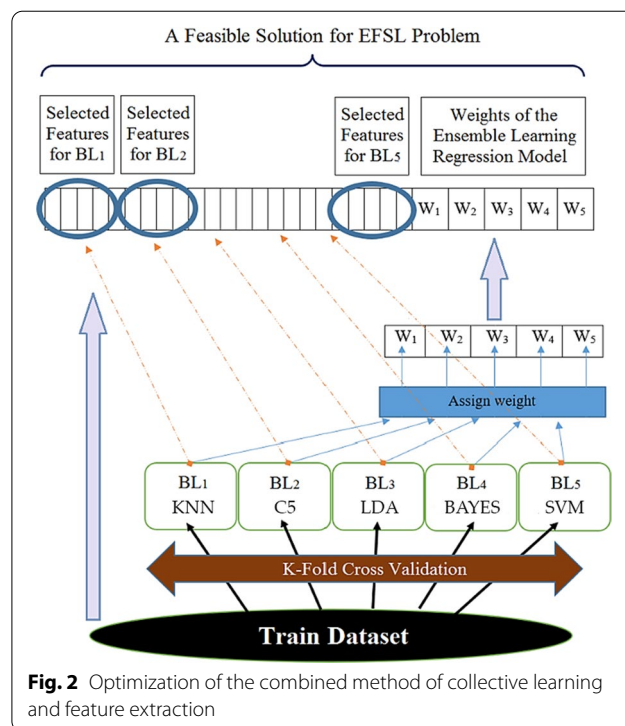 A Feasible Solution for EFSL Problem
Selected
Features
for BL1
Selected
Features
for BL2
Selected
Features
for BL5
Weights of the
Ensemble Learning
Regression Model
W1 W2 W3 W4 W5
W1 W2 W3 W4 W5
Assign weight
BL1
KNN
BL2
C5
BL3
LDA
BL4
BAYES
BL5
SVM
K-Fold Cross Validation
Train Dataset
Fig. 2 Optimization of the combined method of collective learning
and feature extraction